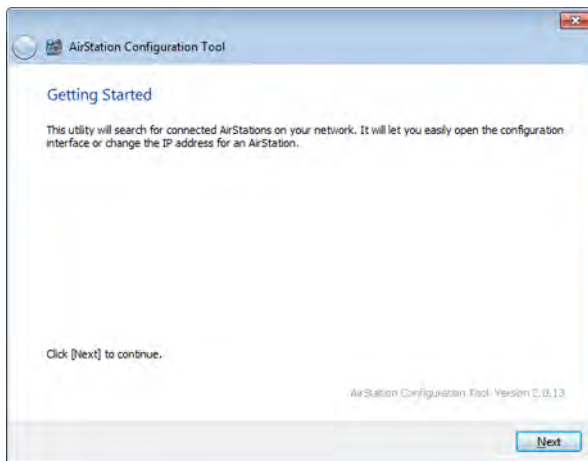 AirStation Configuration Tool
Getting Started
This utility will search for connected AirStations on your network. It will let you easily open the configuration
interface or change the IP address for an AirStation.
Click [Next] to continue.
AirStation Configuration Tool Version 2.0.13
Next